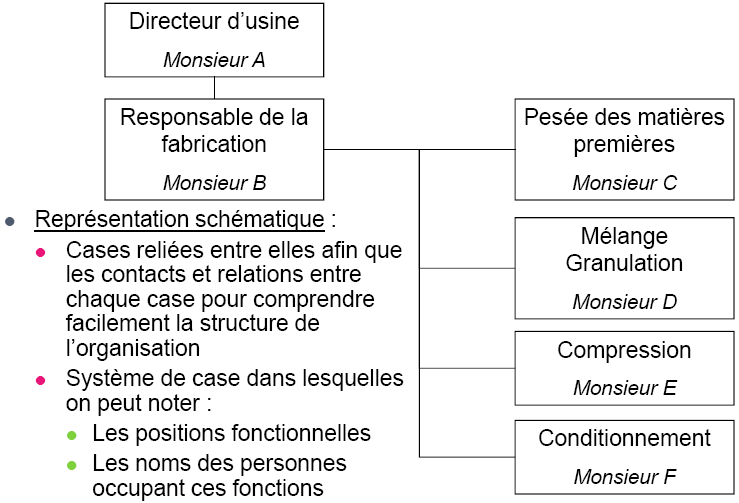 Directeur d’usine
Monsieur A
Responsable de la
fabrication
Monsieur B
Pesée des matières
premières
Monsieur C
Mélange
Granulation
Monsieur D
Compression
Monsieur E
Conditionnement
Monsieur F
Représentation schématique :
Cases reliées entre elles afin que
les contacts et relations entre
chaque case pour comprendre
facilement la structure de
l’organisation
Système de case dans lesquelles
on peut noter :
Les positions fonctionnelles
Les noms des personnes
occupant ces fonctions